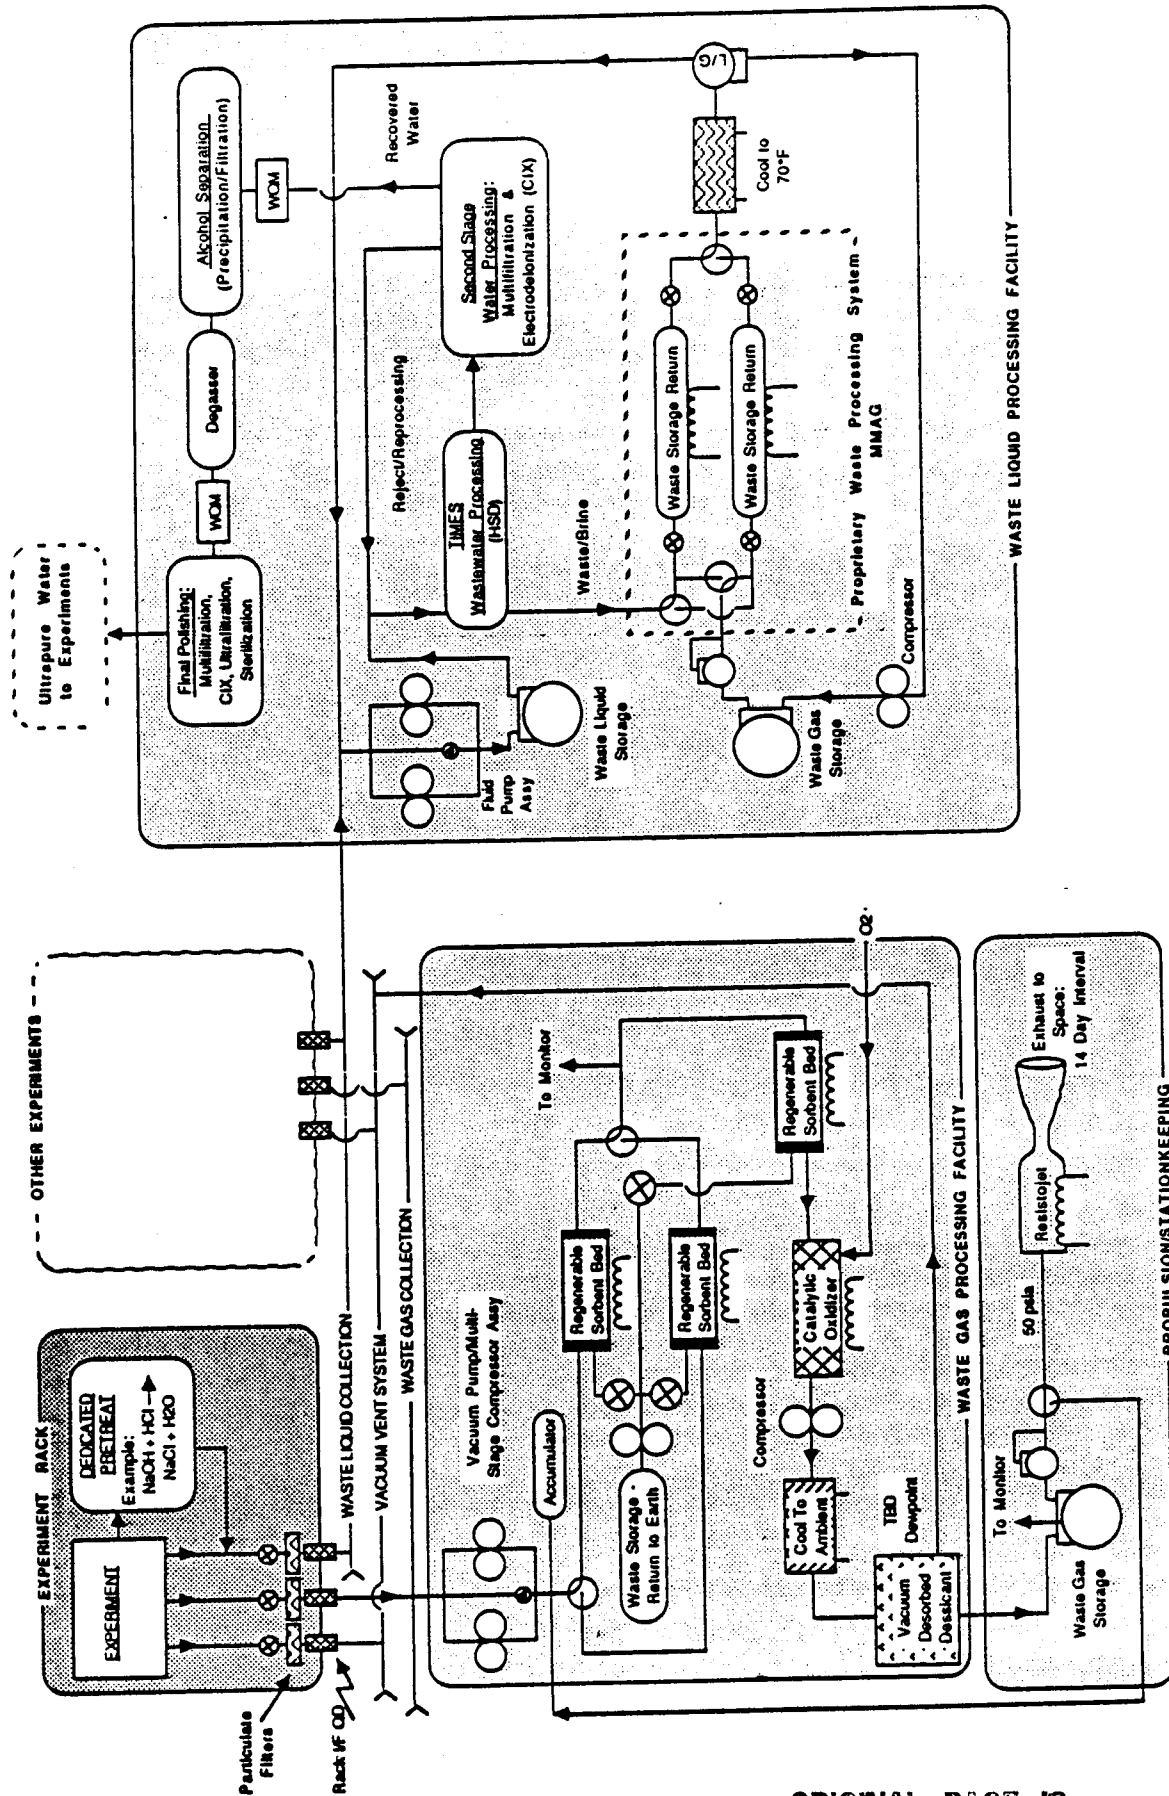 EXPERIMENT RACK
EXPERIMENT
DEDICATED
PRETREAT
Example:
NaOH + HCl
NaCl + H2O
Particulate
Filters
Rack I/F QD
OTHER EXPERIMENTS
WASTE LIQUID COLLECTION
VACUUM VENT SYSTEM
WASTE GAS COLLECTION
Ultrapure Water
to Experiments
Final Polishing:
Multifiltration,
CIX, Ultrafiltration,
Sterilization
WQM
Degasser
Alcohol Separation
(Precipitation/Filtration)
WQM
Recovered
Water
Reject/Reprocessing
TIMES
Wastewater Processing
(HSD)
Second Stage
Water Processing:
Multifiltration &
Electrodeionization (CIX)
Fluid
Pump
Assy
Waste Liquid
Storage
Waste/Brine
Waste Storage Return
Waste Storage Return
Proprietary Waste Processing System
MMAG
Cool to
70°F
L/G
Waste Gas
Storage
Compressor
WASTE LIQUID PROCESSING FACILITY
Vacuum Pump/Multi-
Stage Compressor Assy
Accumulator
Waste Storage -
Return to Earth
Regenerable
Sorbent Bed
Regenerable
Sorbent Bed
To Monitor
Regenerable
Sorbent Bed
Catalytic
Oxidizer
O2
Compressor
Cool To
Ambient
TBD
Dewpoint
Vacuum
Desorbed
Dessicant
WASTE GAS PROCESSING FACILITY
To Monitor
Waste Gas
Storage
50 psia
Resistojet
Exhaust to
Space:
14 Day Interval
PROPULSION/STATIONKEEPING
ORIGINAL PAGE IS